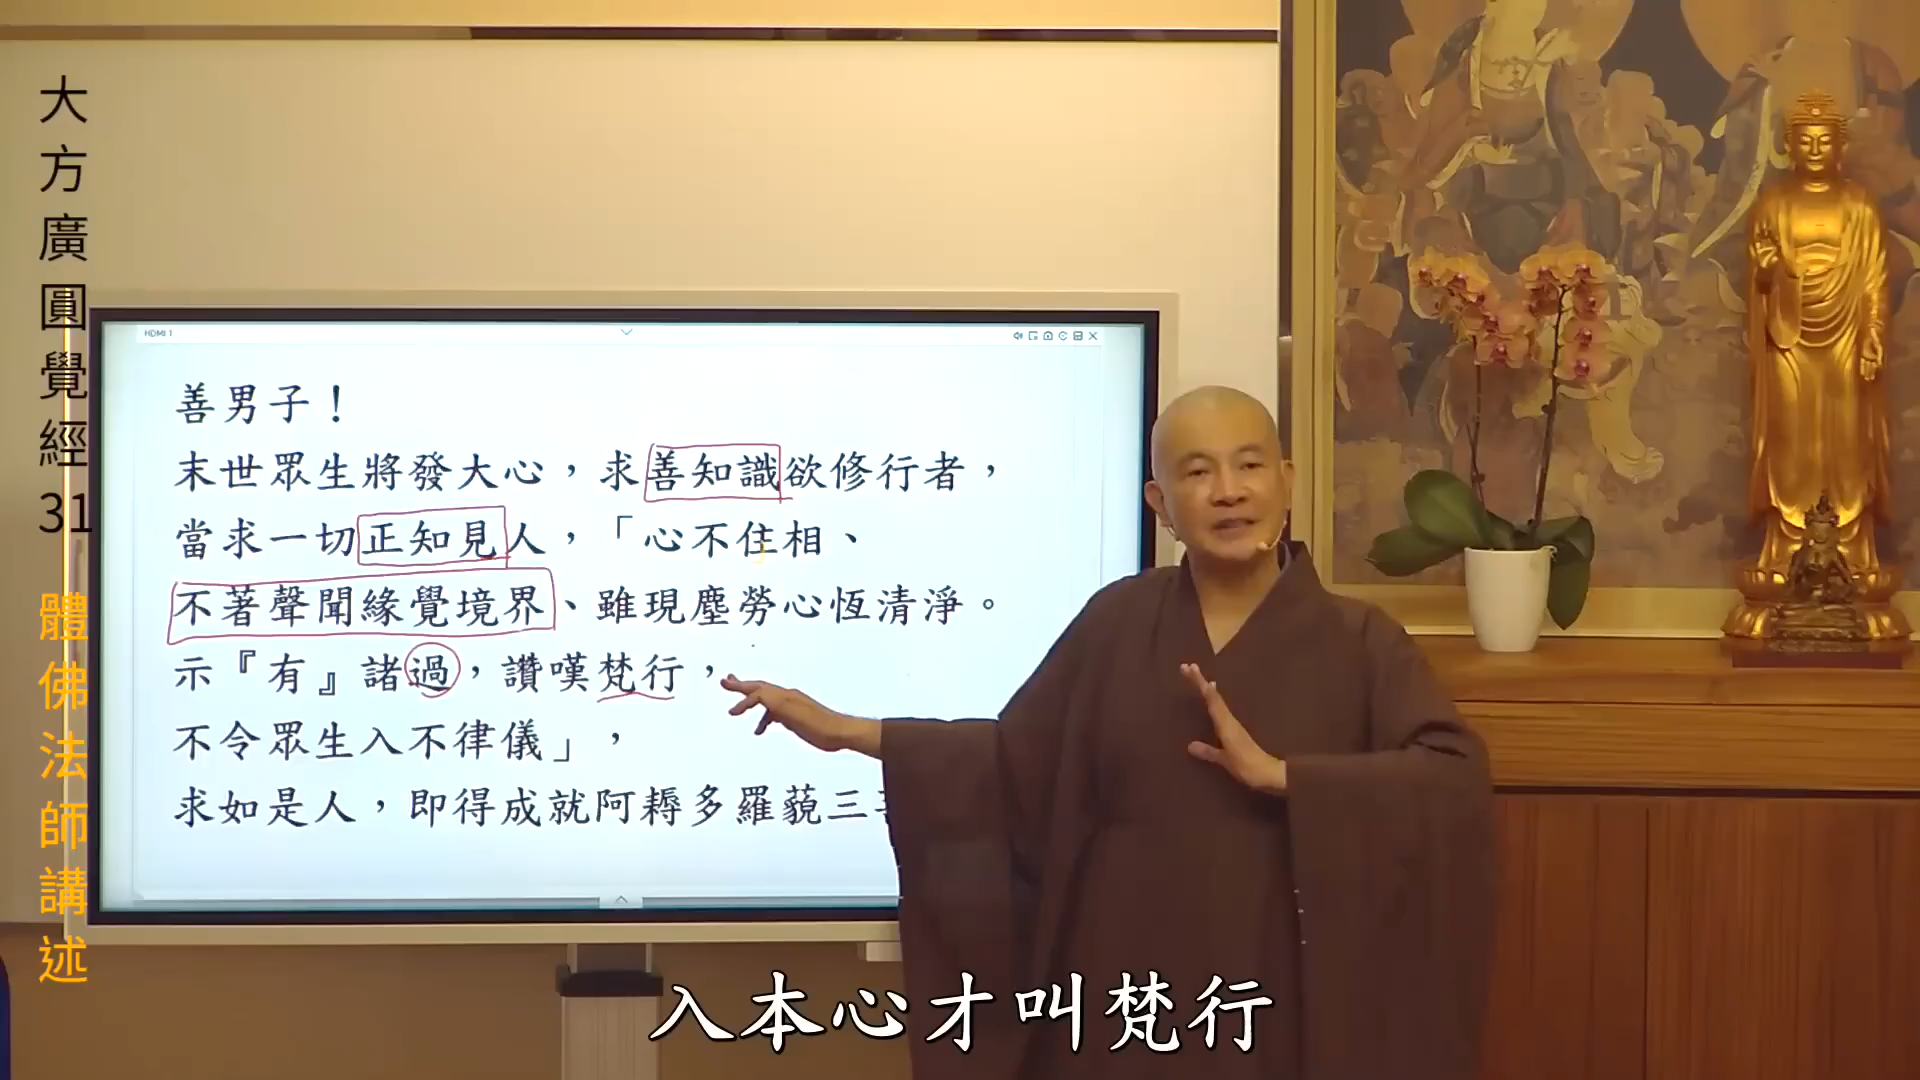 大方廣圓覺經31 體佛法師講述
HDMI 1
善男子！
末世眾生將發大心，求善知識欲修行者，
當求一切正知見人，「心不住相、
不著聲聞緣覺境界、雖現塵勞心恆清淨。
示『有』諸過，讚嘆梵行，
不令眾生入不律儀」，
求如是人，即得成就阿耨多羅藐三
入本心才叫梵行